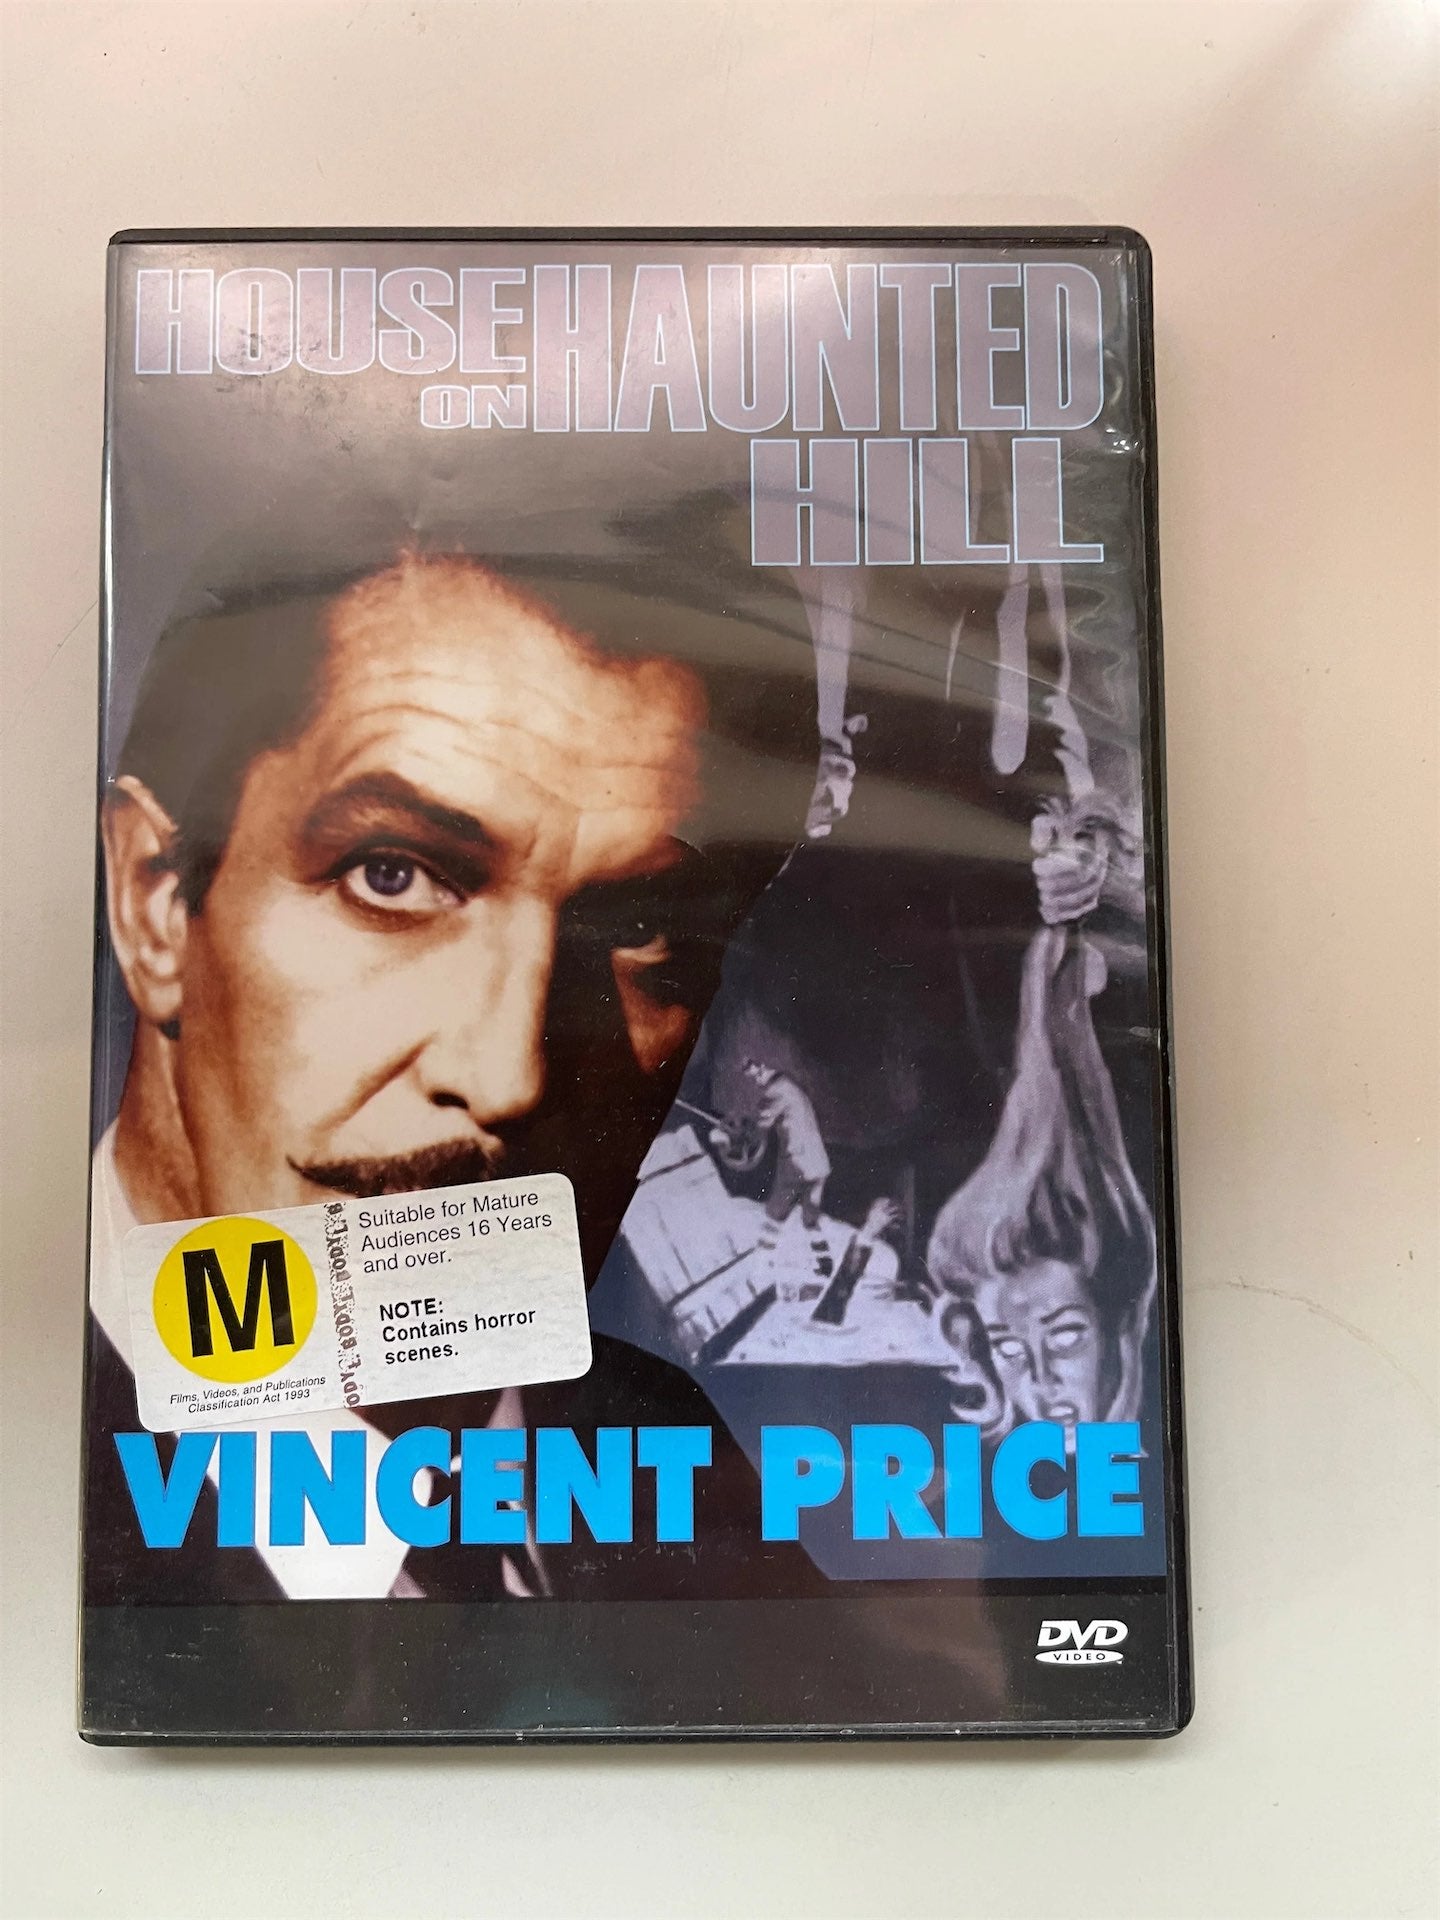 HOUSE HAUNTED
ON
HILL
M
Films, Videos, and Publications
Classification Act 1993
Suitable for Mature
Audiences 16 Years
and over.
NOTE:
Contains horror
scenes.
VINCENT PRICE
DVD
VIDEO